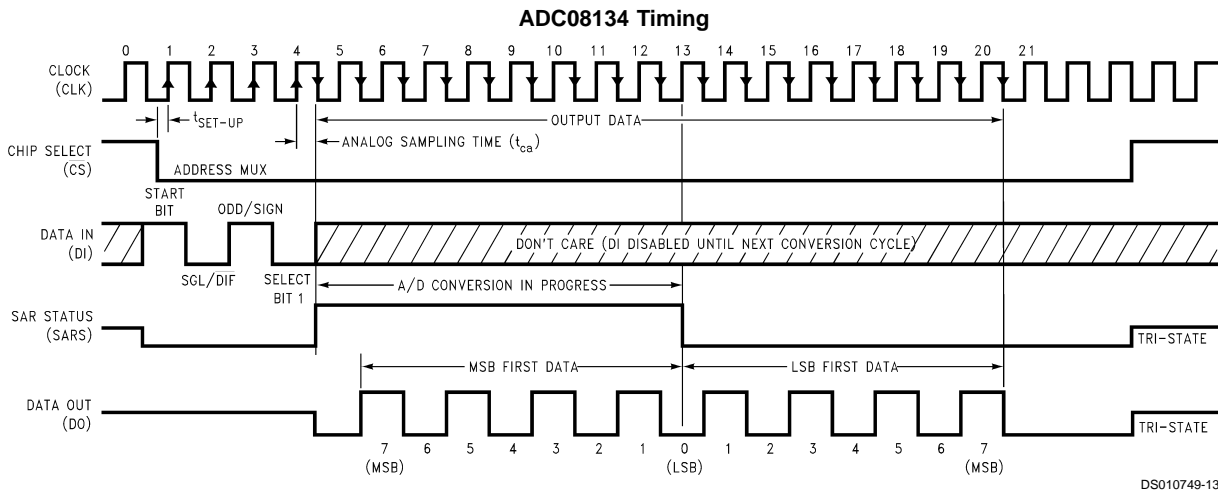 ADC08134 Timing
0 1 2 3 4 5 6 7 8 9 10 11 12 13 14 15 16 17 18 19 20 21
CLOCK
(CLK)
tSET-UP
OUTPUT DATA
ANALOG SAMPLING TIME (tca)
CHIP SELECT
(CS)
ADDRESS MUX
START
BIT
ODD/SIGN
DATA IN
(DI)
DON'T CARE (DI DISABLED UNTIL NEXT CONVERSION CYCLE)
SGL/DIF
SELECT
BIT 1
A/D CONVERSION IN PROGRESS
SAR STATUS
(SARS)
TRI-STATE
MSB FIRST DATA
LSB FIRST DATA
DATA OUT
(DO)
TRI-STATE
7 6 5 4 3 2 1 0 1 2 3 4 5 6 7
(MSB) (LSB) (MSB)
DS010749-13